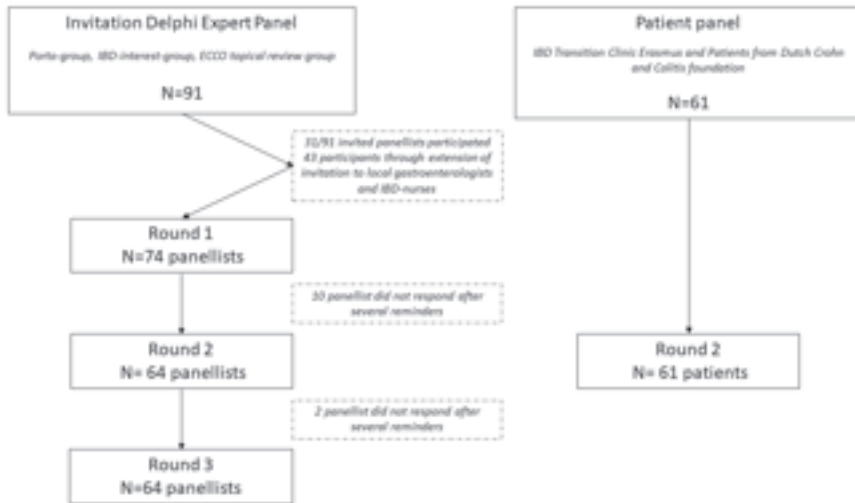 Invitation Delphi Expert Panel
Porto-group, IBD-interest-group, ECCO topical review group
N=91
Patient panel
IBD Transition Clinic Erasmus and Patients from Dutch Crohn
and Colitis foundation
N=61
31/91 invited panellists participated
43 participants through extension of
invitation to local gastroenterologists
and IBD-nurses
Round 1
N=74 panellists
10 panellist did not respond after
several reminders
Round 2
N= 64 panellists
Round 2
N= 61 patients
2 panellist did not respond after
several reminders
Round 3
N=64 panellists